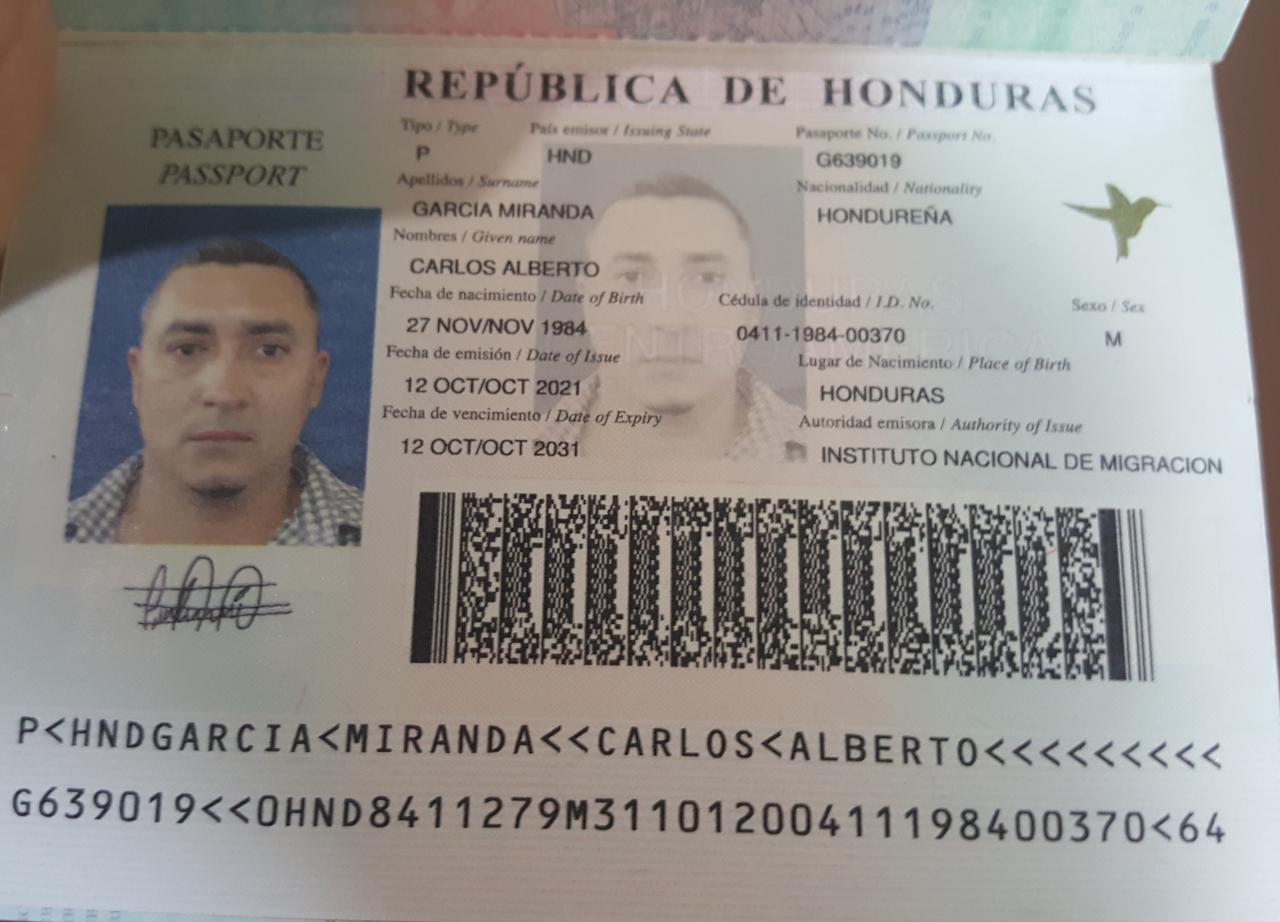 REPÚBLICA DE HONDURAS
PASAPORTE
PASSPORT
Tipo / Type País emisor / Issuing State Pasaporte No. / Passport No.
P HND G639019
Apellidos / Surname Nacionalidad / Nationality
GARCIA MIRANDA HONDUREÑA
Nombres / Given name
CARLOS ALBERTO
Fecha de nacimiento / Date of Birth Cédula de identidad / I.D. No. Sexo / Sex
27 NOV/NOV 1984 0411-1984-00370 M
Fecha de emisión / Date of Issue Lugar de Nacimiento / Place of Birth
12 OCT/OCT 2021 HONDURAS
Fecha de vencimiento / Date of Expiry Autoridad emisora / Authority of Issue
12 OCT/OCT 2031 INSTITUTO NACIONAL DE MIGRACION
P<HNDGARCIA<MIRANDA<<CARLOS<ALBERTO<<<<<<<<<
G639019<<0HND8411279M3110120041119840037​0<64